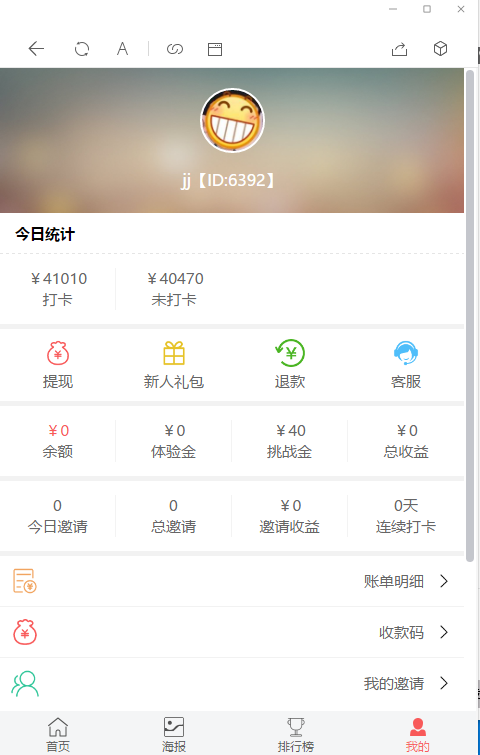 jj【ID:6392】
今日统计
￥41010 ￥40470
打卡 未打卡
提现 新人礼包 退款 客服
￥0 ￥0 ￥40 ￥0
余额 体验金 挑战金 总收益
0 0 ￥0 0天
今日邀请 总邀请 邀请收益 连续打卡
账单明细
收款码
我的邀请
首页 海报 排行榜 我的